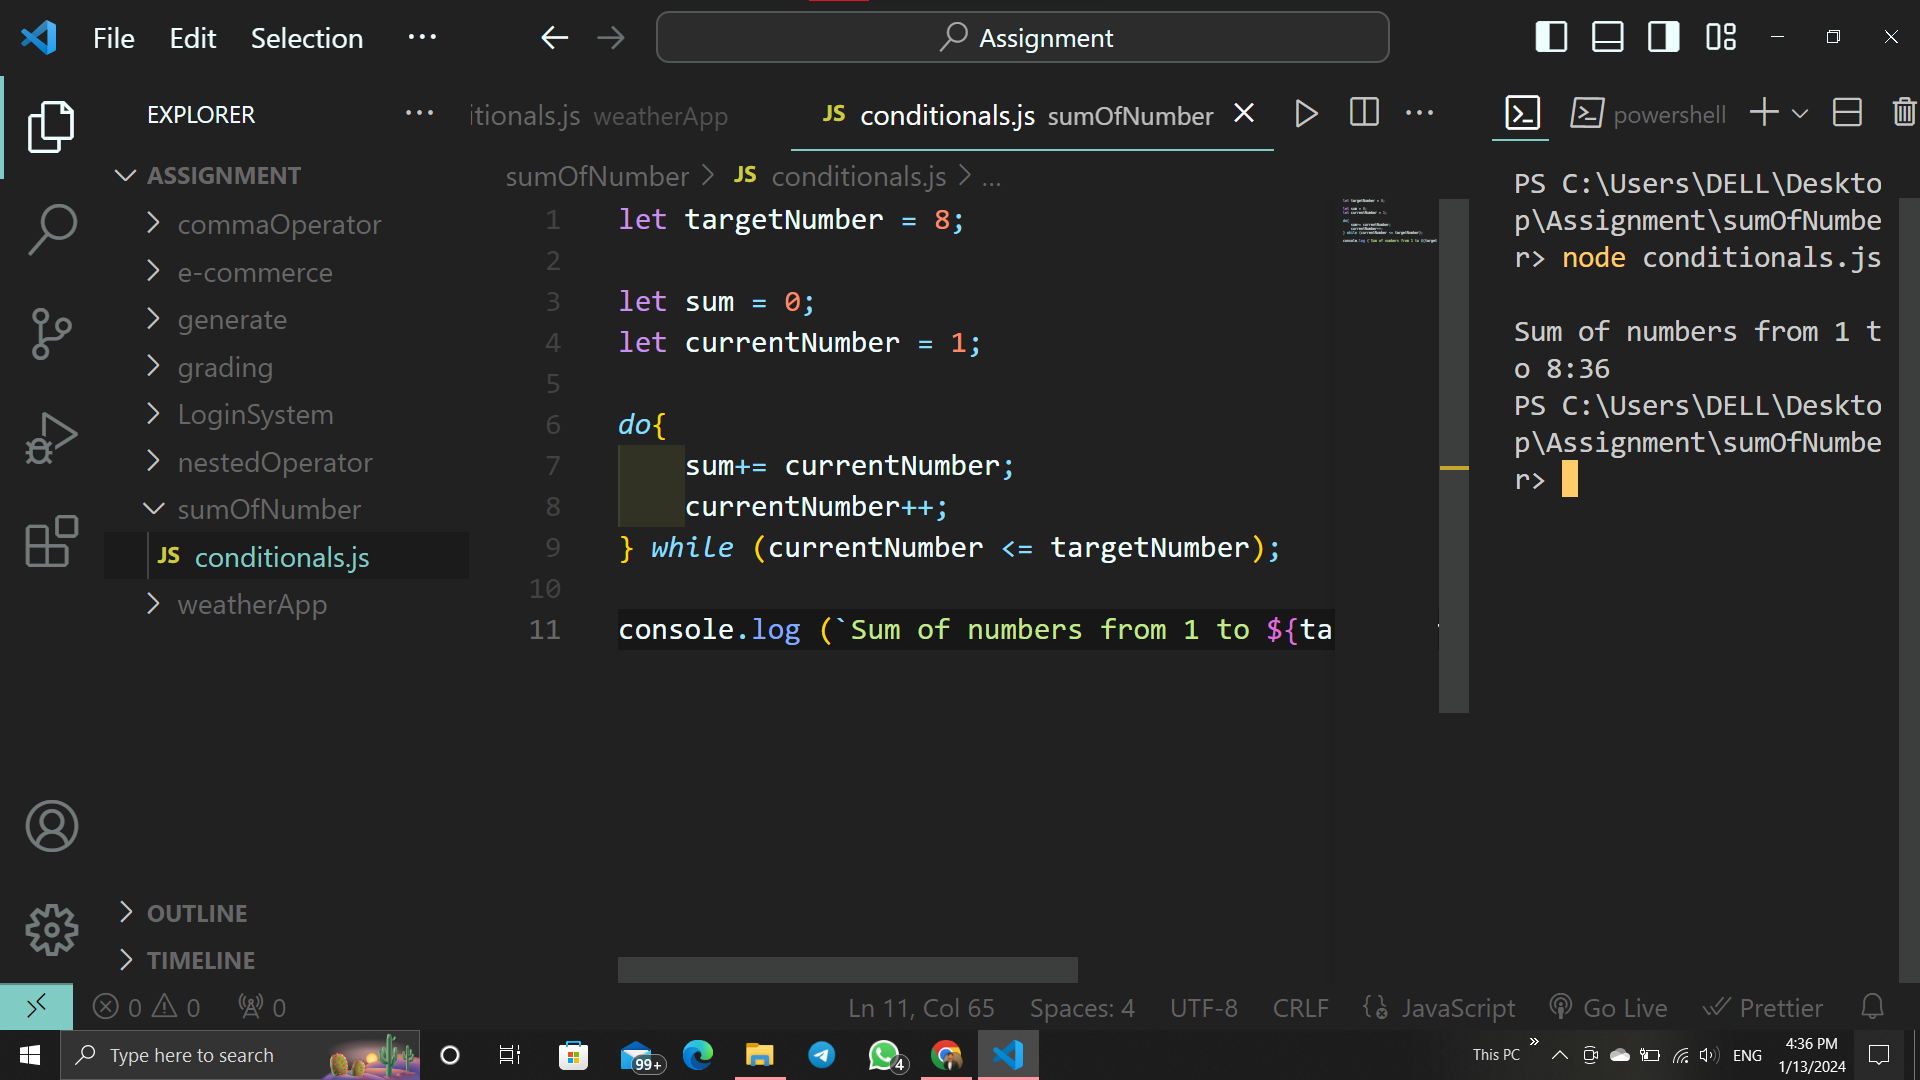 File Edit Selection ···
Assignment
EXPLORER
ASSIGNMENT
commaOperator
e-commerce
generate
grading
LoginSystem
nestedOperator
sumOfNumber
JS conditionals.js
weatherApp
OUTLINE
TIMELINE
itionals.js weatherApp
JS conditionals.js sumOfNumber
sumOfNumber > JS conditionals.js > ...
1 let targetNumber = 8;
2
3 let sum = 0;
4 let currentNumber = 1;
5
6 do{
7 sum+= currentNumber;
8 currentNumber++;
9 } while (currentNumber <= targetNumber);
10
11 console.log (`Sum of numbers from 1 to ${ta
powershell
PS C:\Users\DELL\Deskto
p\Assignment\sumOfNumbe
r> node conditionals.js
Sum of numbers from 1 t
o 8:36
PS C:\Users\DELL\Deskto
p\Assignment\sumOfNumbe
r>
0 0 0
Ln 11, Col 65 Spaces: 4 UTF-8 CRLF {} JavaScript Go Live Prettier
Type here to search
99+
4
This PC
ENG
4:36 PM
1/13/2024